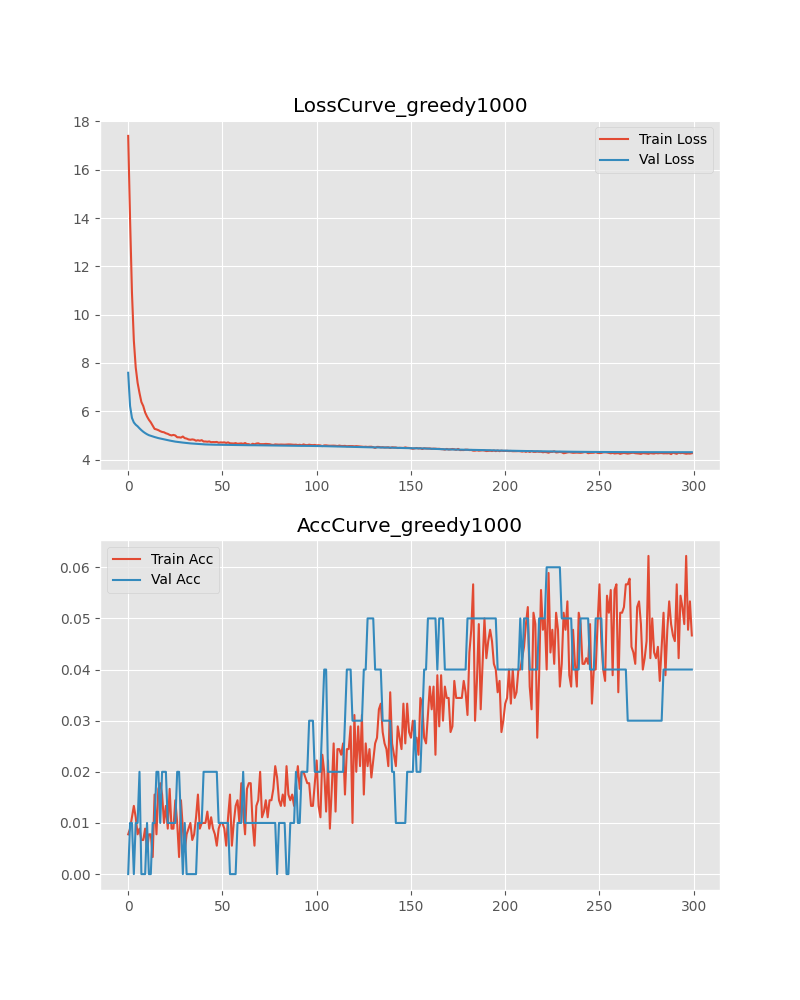 LossCurve_greedy1000
18
16
14
12
10
8
6
4
Train Loss
Val Loss
0 50 100 150 200 250 300
AccCurve_greedy1000
Train Acc
Val Acc
0.06
0.05
0.04
0.03
0.02
0.01
0.00
0 50 100 150 200 250 300